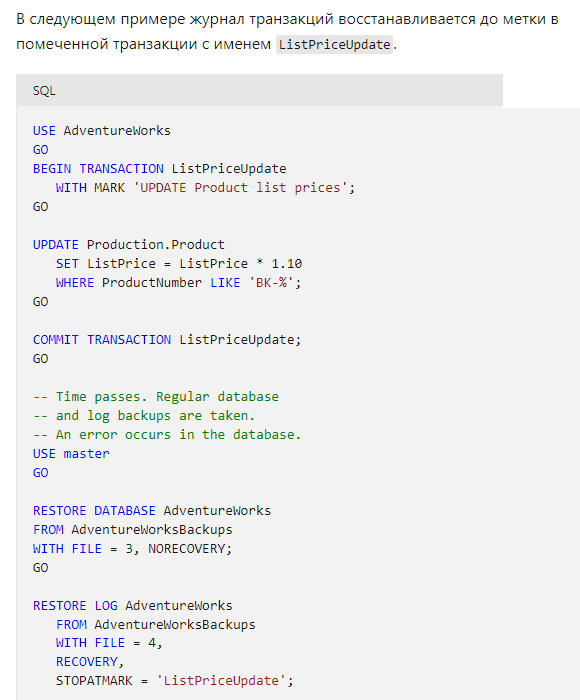 В следующем примере журнал транзакций восстанавливается до метки в
помеченной транзакции с именем ListPriceUpdate.
SQL
USE AdventureWorks
GO
BEGIN TRANSACTION ListPriceUpdate
   WITH MARK 'UPDATE Product list prices';
GO

UPDATE Production.Product
   SET ListPrice = ListPrice * 1.10
   WHERE ProductNumber LIKE 'BK-%';
GO

COMMIT TRANSACTION ListPriceUpdate;
GO

-- Time passes. Regular database
-- and log backups are taken.
-- An error occurs in the database.
USE master
GO

RESTORE DATABASE AdventureWorks
FROM AdventureWorksBackups
WITH FILE = 3, NORECOVERY;
GO

RESTORE LOG AdventureWorks
   FROM AdventureWorksBackups
   WITH FILE = 4,
   RECOVERY,
   STOPATMARK = 'ListPriceUpdate';